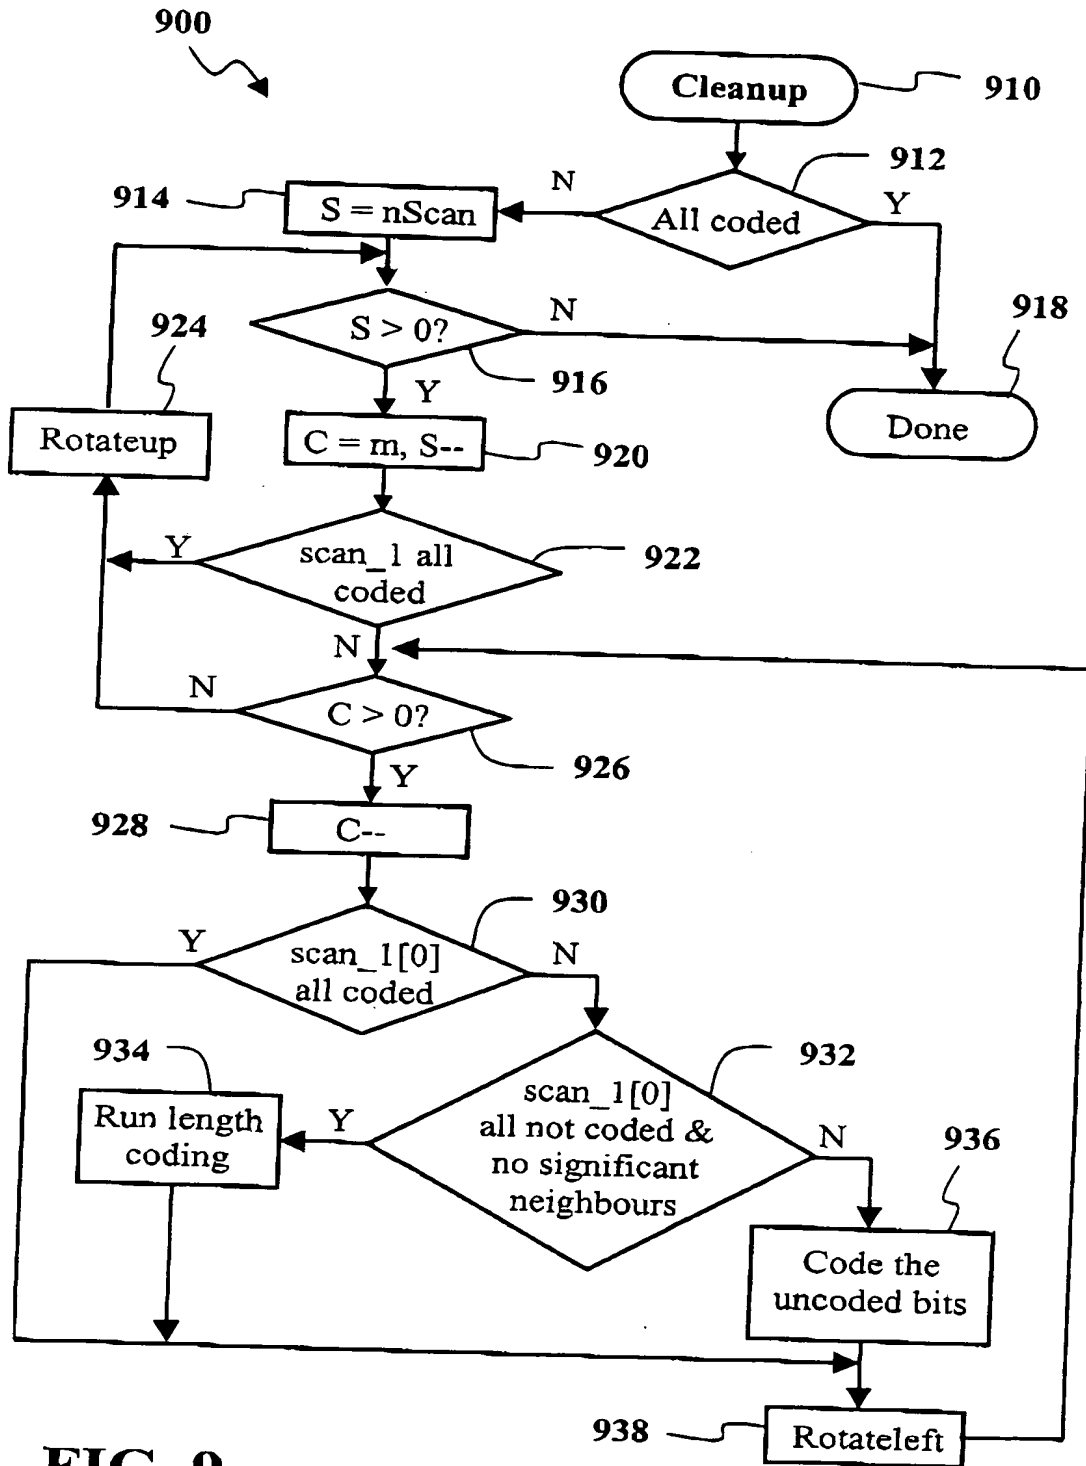 900
Cleanup
910
912
N
Y
914
S = nScan
All coded
924
S > 0?
N
918
916
Y
Rotateup
C = m, S--
920
Done
Y
scan_1 all
coded
922
N
N
C > 0?
926
Y
928
C--
930
Y
scan_1[0]
all coded
N
934
932
Run length
coding
Y
scan_1[0]
all not coded &
no significant
neighbours
N
936
Code the
uncoded bits
938
Rotateleft
FIG. 9